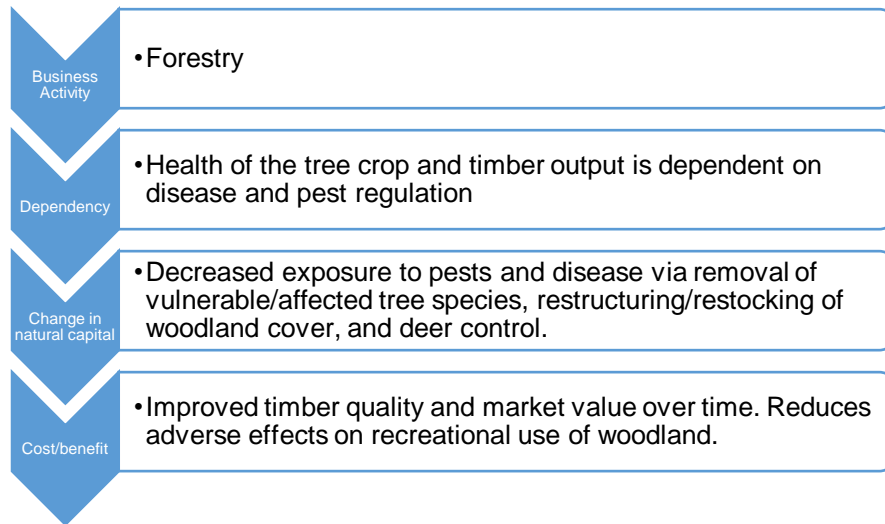 Business
Activity
•Forestry
Dependency
•Health of the tree crop and timber output is dependent on
disease and pest regulation
Change in
natural capital
•Decreased exposure to pests and disease via removal of
vulnerable/affected tree species, restructuring/restocking of
woodland cover, and deer control.
Cost/benefit
•Improved timber quality and market value over time. Reduces
adverse effects on recreational use of woodland.